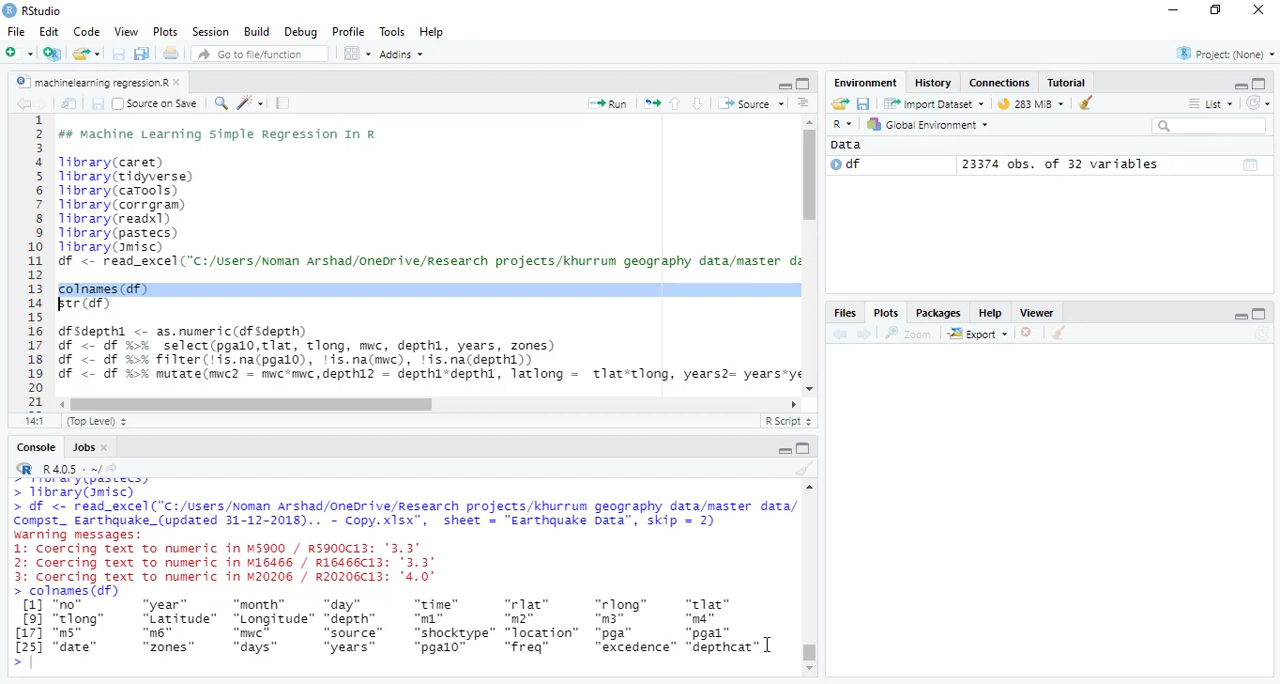 RStudio
File Edit Code View Plots Session Build Debug Profile Tools Help
Go to file/function Addins Project: (None)
machinelearning regression.R
Source on Save Run Source
1
2 ## Machine Learning Simple Regression In R
3
4 library(caret)
5 library(tidyverse)
6 library(caTools)
7 library(corrgram)
8 library(readxl)
9 library(pastecs)
10 library(Jmisc)
11 df <- read_excel("C:/Users/Noman Arshad/OneDrive/Research projects/khurrum geography data/master da
12
13 colnames(df)
14 str(df)
15
16 df$depth1 <- as.numeric(df$depth)
17 df <- df %>% select(pga10,tlat, tlong, mwc, depth1, years, zones)
18 df <- df %>% filter(!is.na(pga10), !is.na(mwc), !is.na(depth1))
19 df <- df %>% mutate(mwc2 = mwc*mwc,depth12 = depth1*depth1, latlong = tlat*tlong, years2= years*ye
20
21
14:1 (Top Level) R Script
Console Jobs
R 4.0.5 · ~/
> library(pastecs)
> library(Jmisc)
> df <- read_excel("C:/Users/Noman Arshad/OneDrive/Research projects/khurrum geography data/master data/
Compst_ Earthquake_(updated 31-12-2018).. - Copy.xlsx", sheet = "Earthquake Data", skip = 2)
Warning messages:
1: Coercing text to numeric in M5900 / R5900C13: '3.3'
2: Coercing text to numeric in M16466 / R16466C13: '3.3'
3: Coercing text to numeric in M20206 / R20206C13: '4.0'
> colnames(df)
[1] "no" "year" "month" "day" "time" "rlat" "rlong" "tlat"
[9] "tlong" "Latitude" "Longitude" "depth" "m1" "m2" "m3" "m4"
[17] "m5" "m6" "mwc" "source" "shocktype" "location" "pga" "pga1"
[25] "date" "zones" "days" "years" "pga10" "freq" "excedence" "depthcat"
>
Environment History Connections Tutorial
Import Dataset 283 MiB List
R Global Environment
Data
df 23374 obs. of 32 variables
Files Plots Packages Help Viewer
Zoom Export